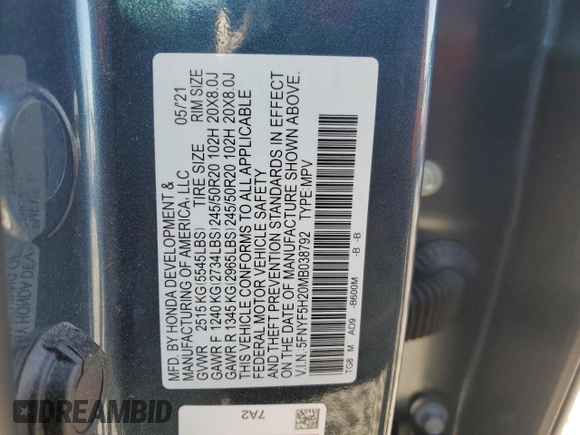 MFD. BY HONDA DEVELOPMENT & 05/21
MANUFACTURING OF AMERICA, LLC
GVWR 2515 KG(5545LBS) TIRE SIZE RIM SIZE
GAWR F 1240 KG(2734LBS) 245/50R20 102H 20X8.0J
GAWR R 1345 KG(2965LBS) 245/50R20 102H 20X8.0J
THIS VEHICLE CONFORMS TO ALL APPLICABLE
FEDERAL MOTOR VEHICLE SAFETY
AND THEFT PREVENTION STANDARDS IN EFFECT
ON THE DATE OF MANUFACTURE SHOWN ABOVE.
V.I.N.: 5FNYF5H20MB038792 TYPE:MPV
TG8 M AD9 -B600M -B -B
7A2
DREAMBID